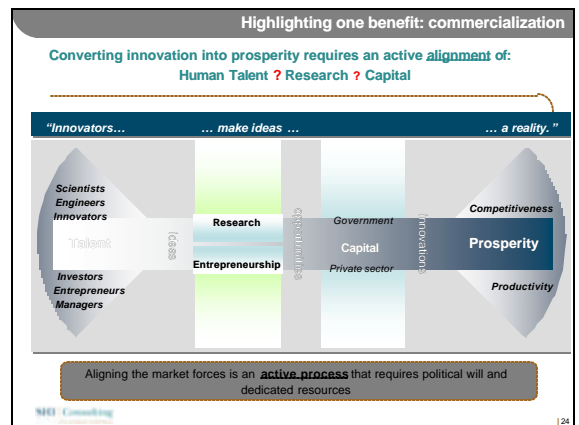 Highlighting one benefit: commercialization
Converting innovation into prosperity requires an active alignment of:
Human Talent ? Research ? Capital
“Innovators…
… make ideas …
… a reality.”
Scientists
Engineers
Innovators
Talent
Investors
Entrepreneurs
Managers
Ideas
Research
Entrepreneurship
opportunities
Government
Capital
Private sector
Innovations
Competitiveness
Prosperity
Productivity
Aligning the market forces is an active process that requires political will and
dedicated resources
Consulting
| 24